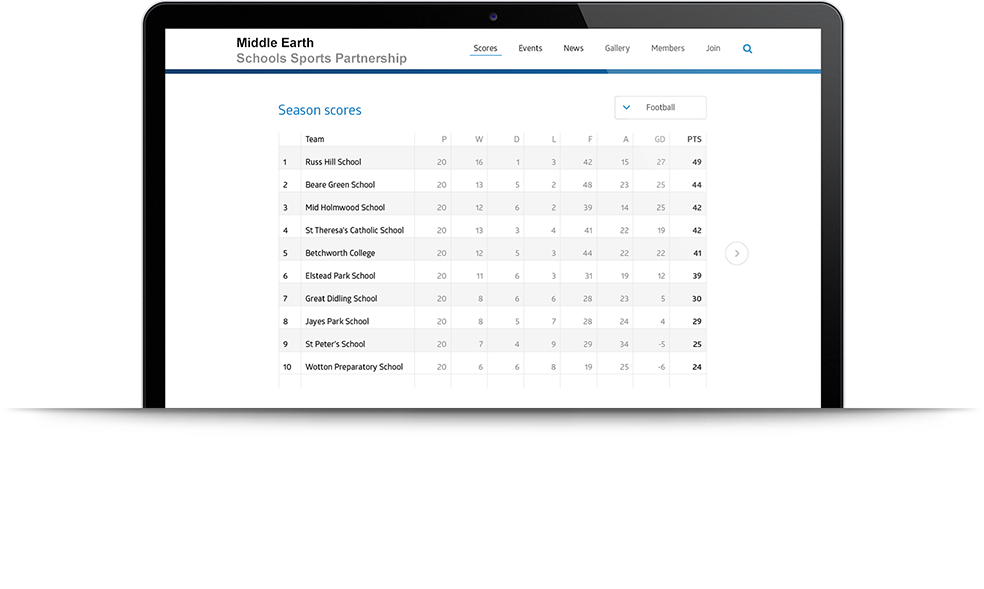 Middle Earth
Schools Sports Partnership
Scores Events News Gallery Members Join
Season scores
Football
Team P W D L F A GD PTS
1 Russ Hill School 20 16 1 3 42 15 27 49
2 Beare Green School 20 13 5 2 48 23 25 44
3 Mid Holmwood School 20 12 6 2 39 14 25 42
4 St Theresa's Catholic School 20 13 3 4 41 22 19 42
5 Betchworth College 20 12 5 3 44 22 22 41
6 Elstead Park School 20 11 6 3 31 19 12 39
7 Great Didling School 20 8 6 6 28 23 5 30
8 Jayes Park School 20 8 5 7 28 24 4 29
9 St Peter's School 20 7 4 9 29 34 -5 25
10 Wotton Preparatory School 20 6 6 8 19 25 -6 24